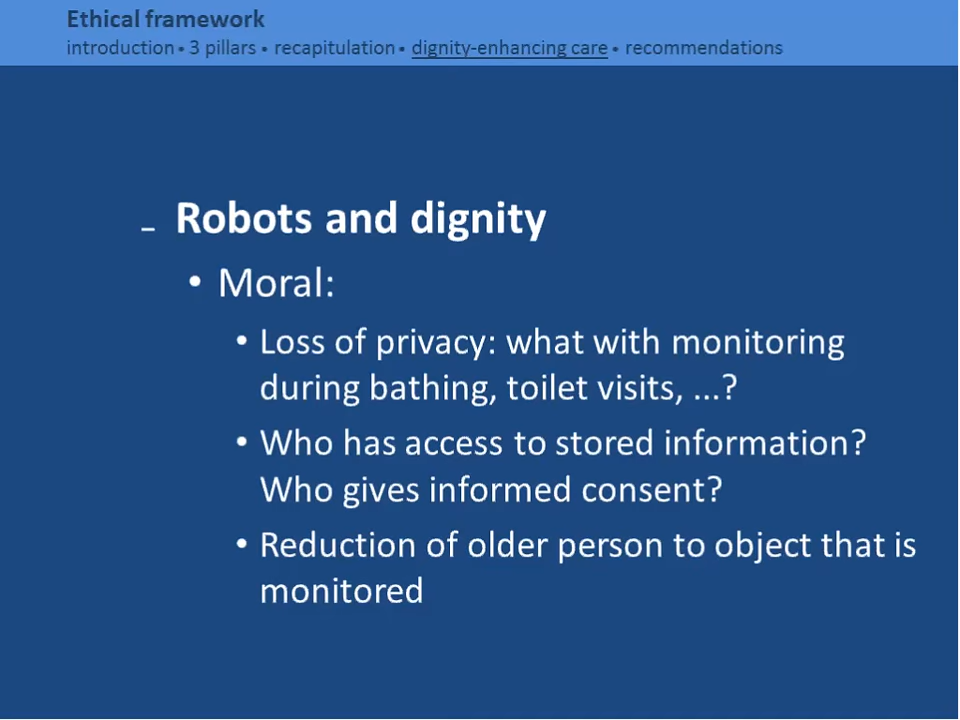 Ethical framework
introduction • 3 pillars • recapitulation • dignity-enhancing care • recommendations
– Robots and dignity
• Moral:
• Loss of privacy: what with monitoring
during bathing, toilet visits, ...?
• Who has access to stored information?
Who gives informed consent?
• Reduction of older person to object that is
monitored